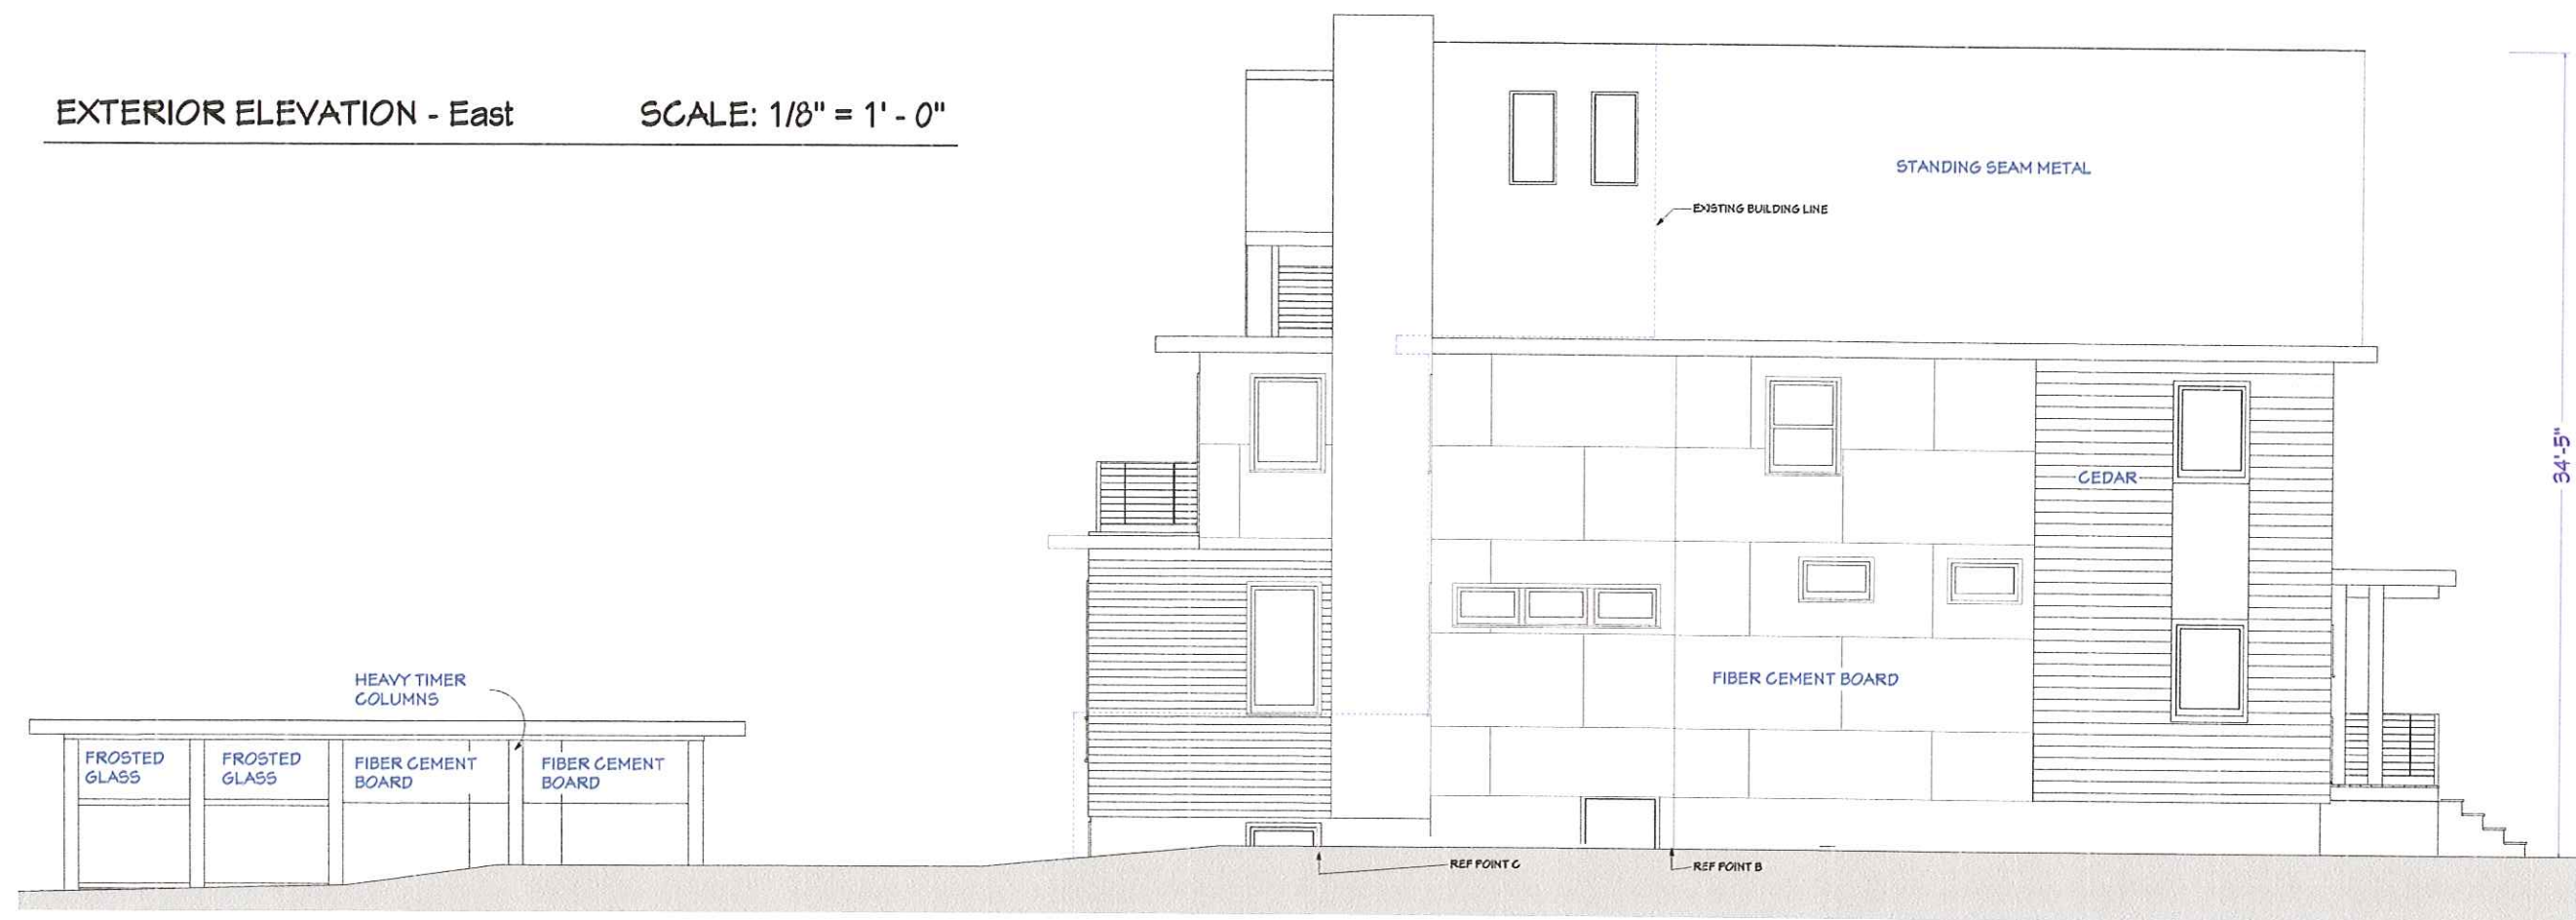 EXTERIOR ELEVATION - East SCALE: 1/8" = 1' - 0"
STANDING SEAM METAL
EXISTING BUILDING LINE
34'-5"
CEDAR
FIBER CEMENT BOARD
HEAVY TIMER
COLUMNS
FROSTED
GLASS
FROSTED
GLASS
FIBER CEMENT
BOARD
FIBER CEMENT
BOARD
REF POINT C
REF POINT B